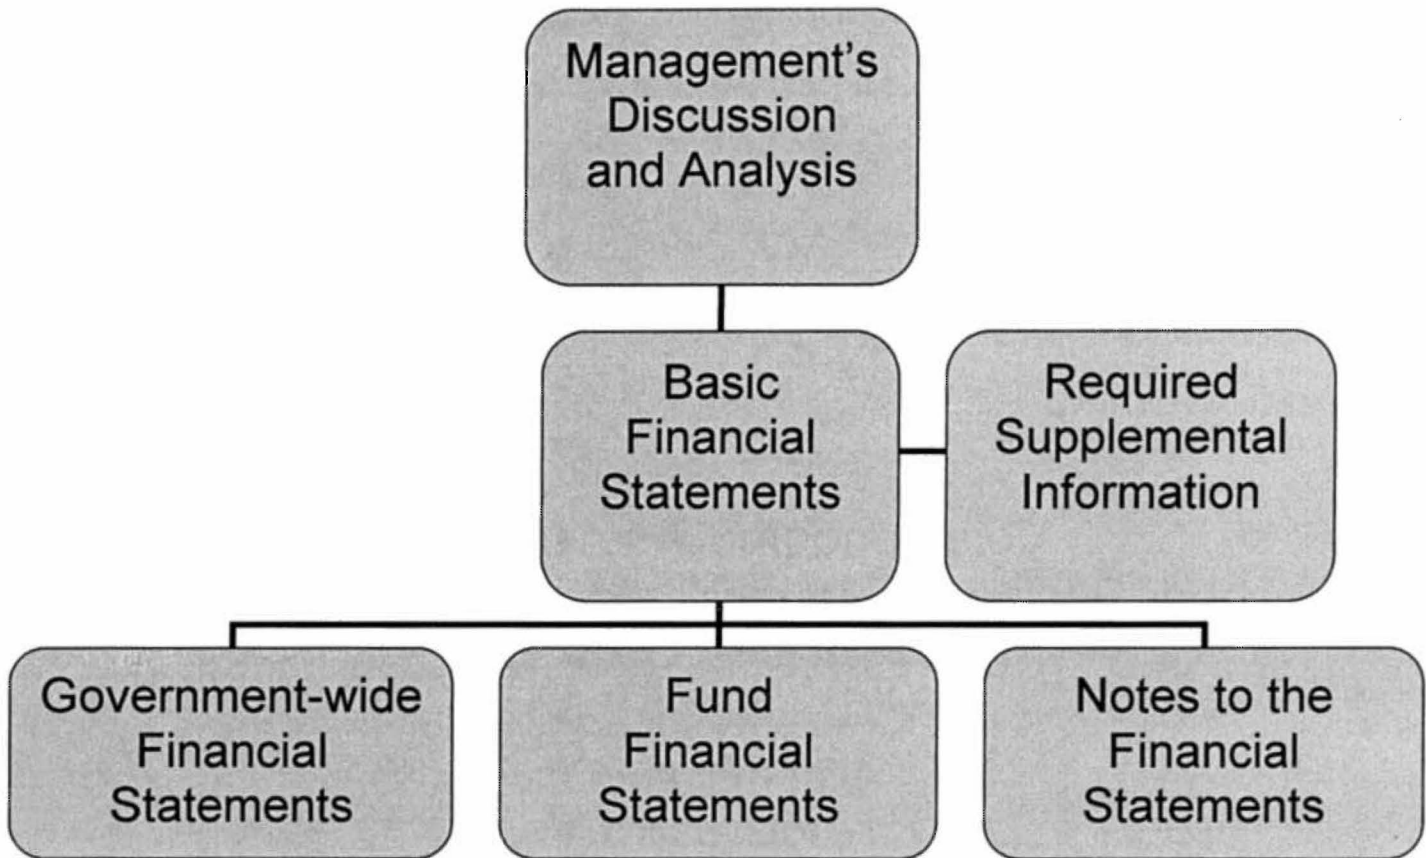 Management's
Discussion
and Analysis
Basic
Financial
Statements
Required
Supplemental
Information
Government-wide
Financial
Statements
Fund
Financial
Statements
Notes to the
Financial
Statements